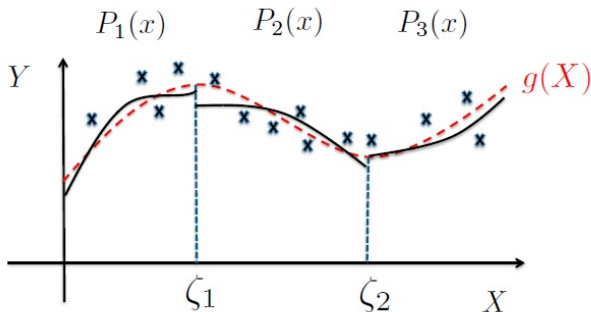 P₁(x) P₂(x) P₃(x)
Y
g(X)
ζ₁ ζ₂ X